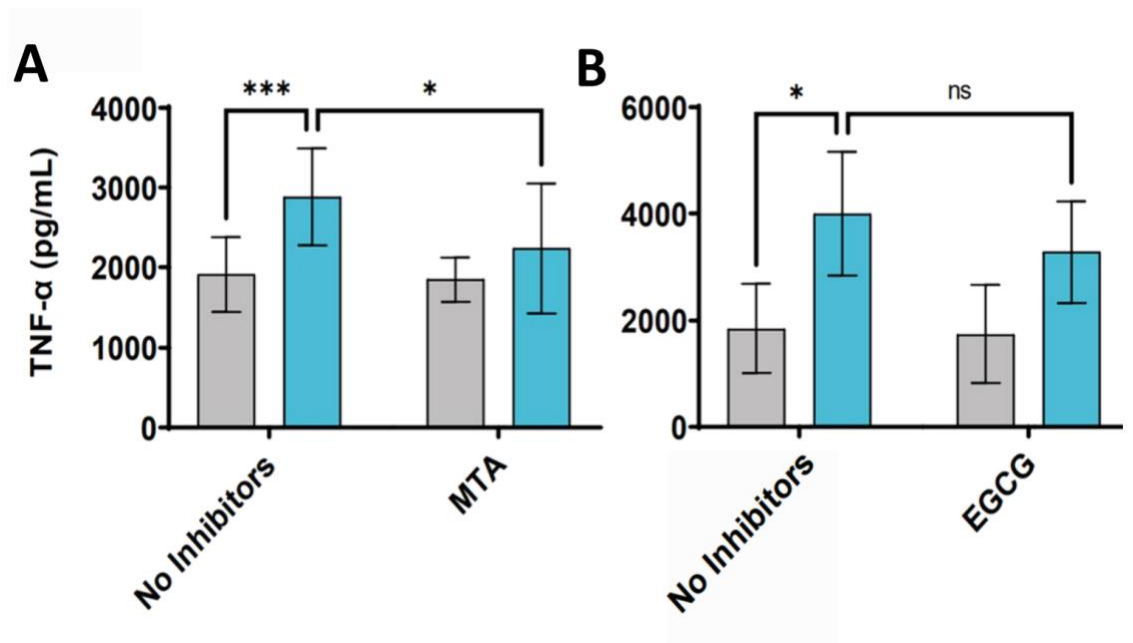 A
***
*
4000
3000
2000
1000
0
TNF-α (pg/mL)
No Inhibitors
MTA
B
*
ns
6000
4000
2000
0
No Inhibitors
EGCG